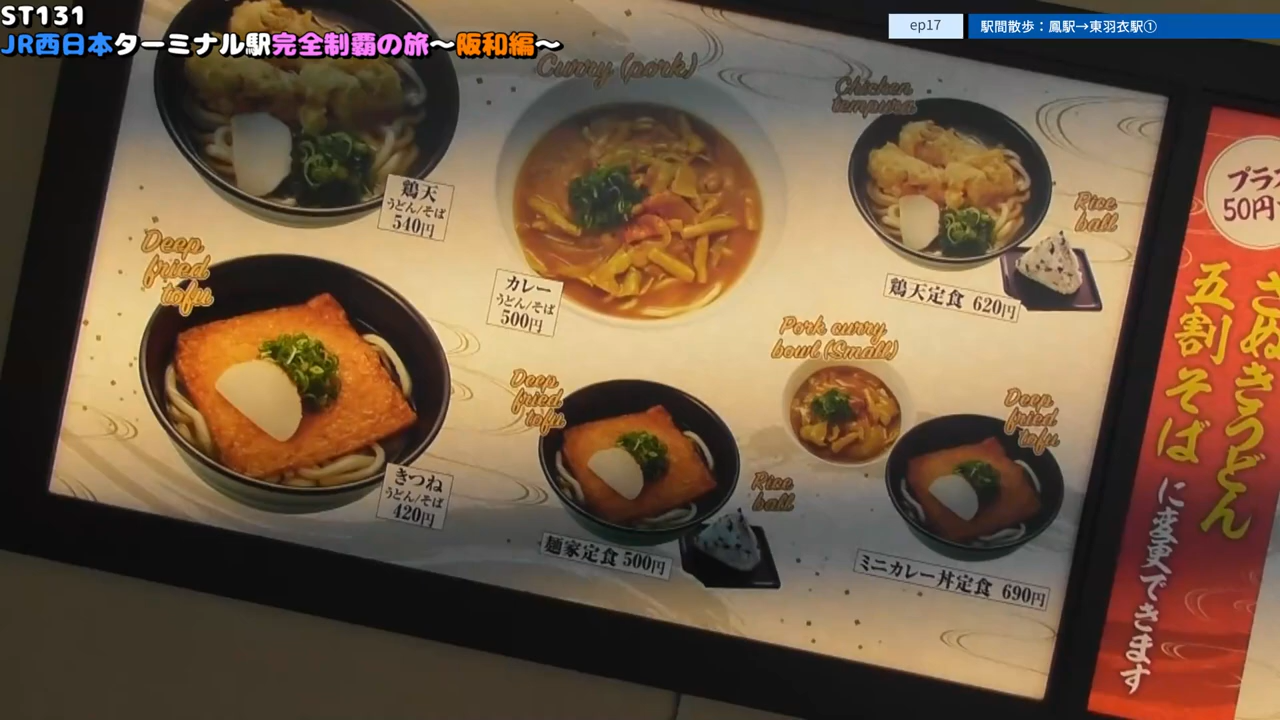 ST131
JR西日本ターミナル駅完全制覇の旅～阪和編～
ep17
駅間散歩：鳳駅→東羽衣駅①
鶏天
うどん/そば
540円
Curry (pork)
カレー
うどん/そば
500円
Chicken
tempura
Rice
ball
鶏天定食 620円
Deep
fried
tofu
きつね
うどん/そば
420円
Deep
fried
tofu
Rice
ball
麺家定食 500円
Pork curry
bowl (Small)
Deep
fried
tofu
ミニカレー丼定食 690円
プラス
50円
さぬきうどん
五割そば
に変更できます